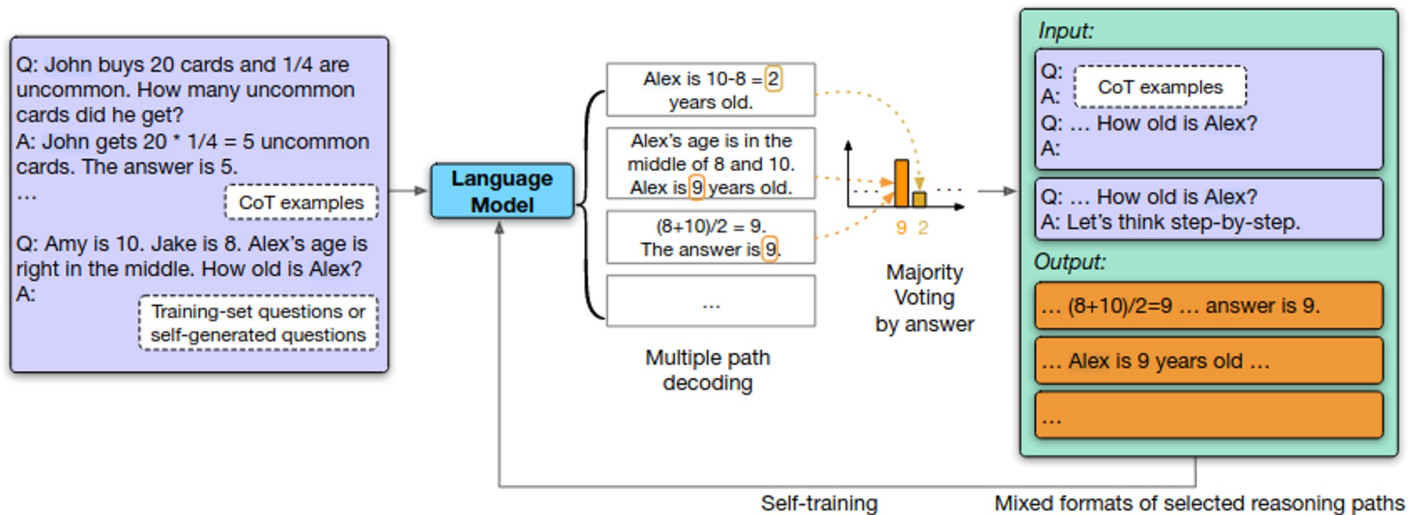 Q: John buys 20 cards and 1/4 are
uncommon. How many uncommon
cards did he get?
A: John gets 20 * 1/4 = 5 uncommon
cards. The answer is 5.
...
CoT examples
Q: Amy is 10. Jake is 8. Alex's age is
right in the middle. How old is Alex?
A:
Training-set questions or
self-generated questions
Language
Model
Alex is 10-8 = 2
years old.
Alex's age is in the
middle of 8 and 10.
Alex is 9 years old.
(8+10)/2 = 9.
The answer is 9.
...
Multiple path
decoding
... ...
9 2
Majority
Voting
by answer
Input:
Q:
A:
CoT examples
Q: ... How old is Alex?
A:
Q: ... How old is Alex?
A: Let's think step-by-step.
Output:
... (8+10)/2=9 ... answer is 9.
... Alex is 9 years old ...
...
Self-training
Mixed formats of selected reasoning paths